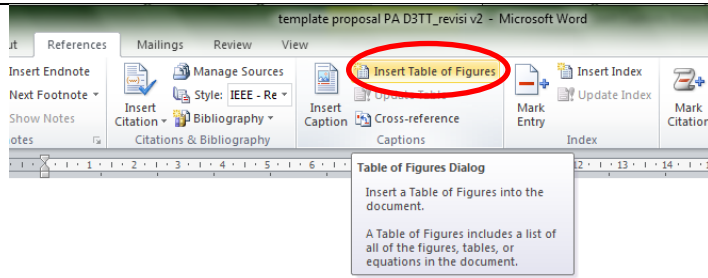 template proposal PA D3TT_revisi v2 - Microsoft Word
ut References Mailings Review View
Insert Endnote
Next Footnote
Show Notes
otes
Insert Citation
Manage Sources
Style: IEEE - Re
Bibliography
Citations & Bibliography
Insert Caption
Insert Table of Figures
Update Table
Cross-reference
Captions
Mark Entry
Insert Index
Update Index
Index
Mark Citation
1 1 2 3 4 5 6 12 13 14
Table of Figures Dialog
Insert a Table of Figures into the
document.
A Table of Figures includes a list of
all of the figures, tables, or
equations in the document.